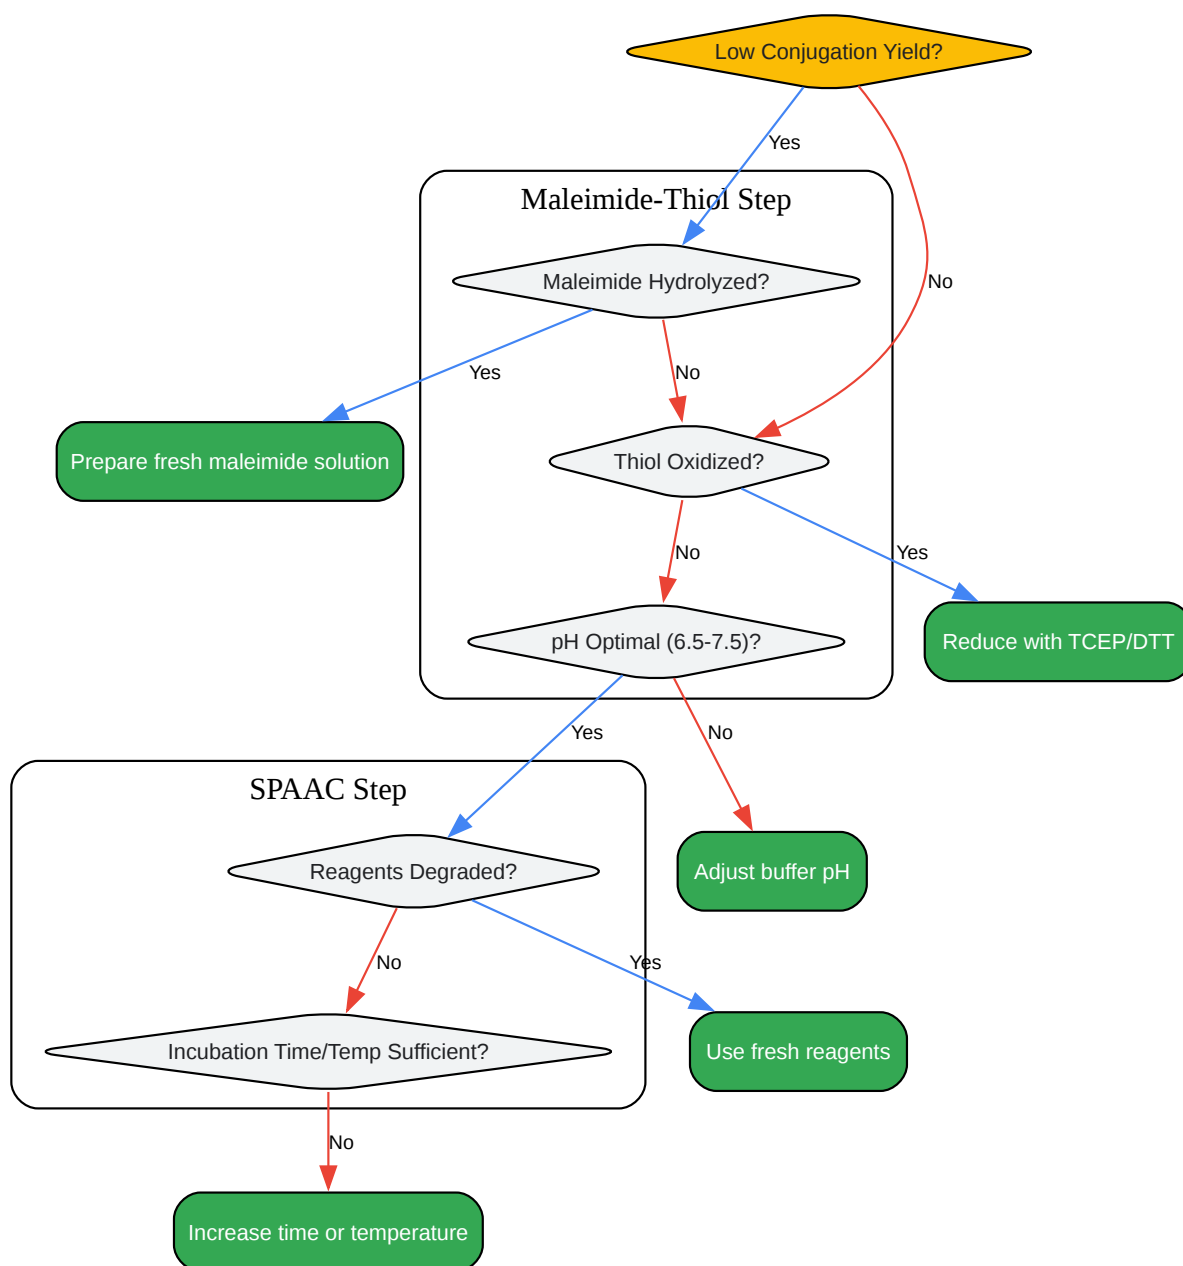 Low Conjugation Yield?
Yes
Maleimide-Thiol Step
Maleimide Hydrolyzed?
No
Yes
No
Prepare fresh maleimide solution
Thiol Oxidized?
No
Yes
pH Optimal (6.5-7.5)?
Reduce with TCEP/DTT
Yes
No
SPAAC Step
Reagents Degraded?
Adjust buffer pH
No
Yes
Incubation Time/Temp Sufficient?
Use fresh reagents
No
Increase time or temperature